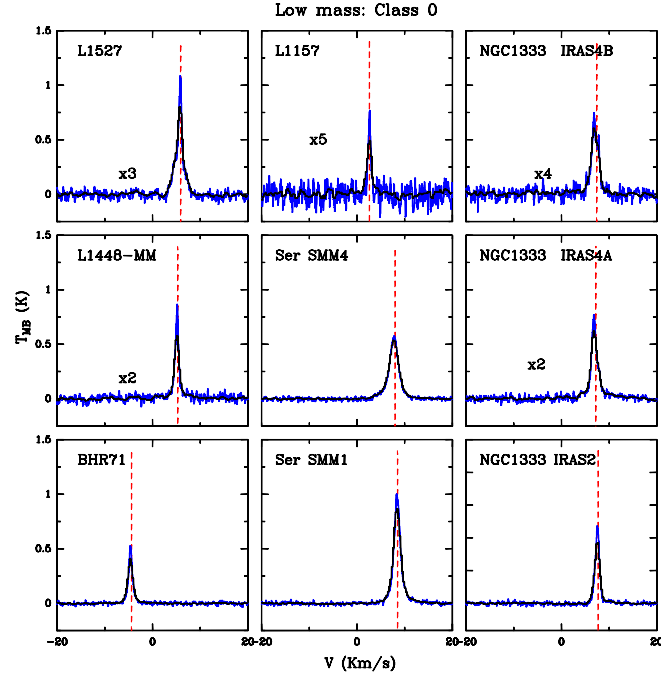 Low mass: Class 0
L1527
L1157
NGC1333 IRAS4B
1.5
1
0.5
0
x3
x5
x4
L1448-MM
Ser SMM4
NGC1333 IRAS4A
1.5
1
0.5
0
x2
x2
T_MB (K)
BHR71
Ser SMM1
NGC1333 IRAS2
1.5
1
0.5
0
-20 0 20
-20 0 20
-20 0 20
V (Km/s)